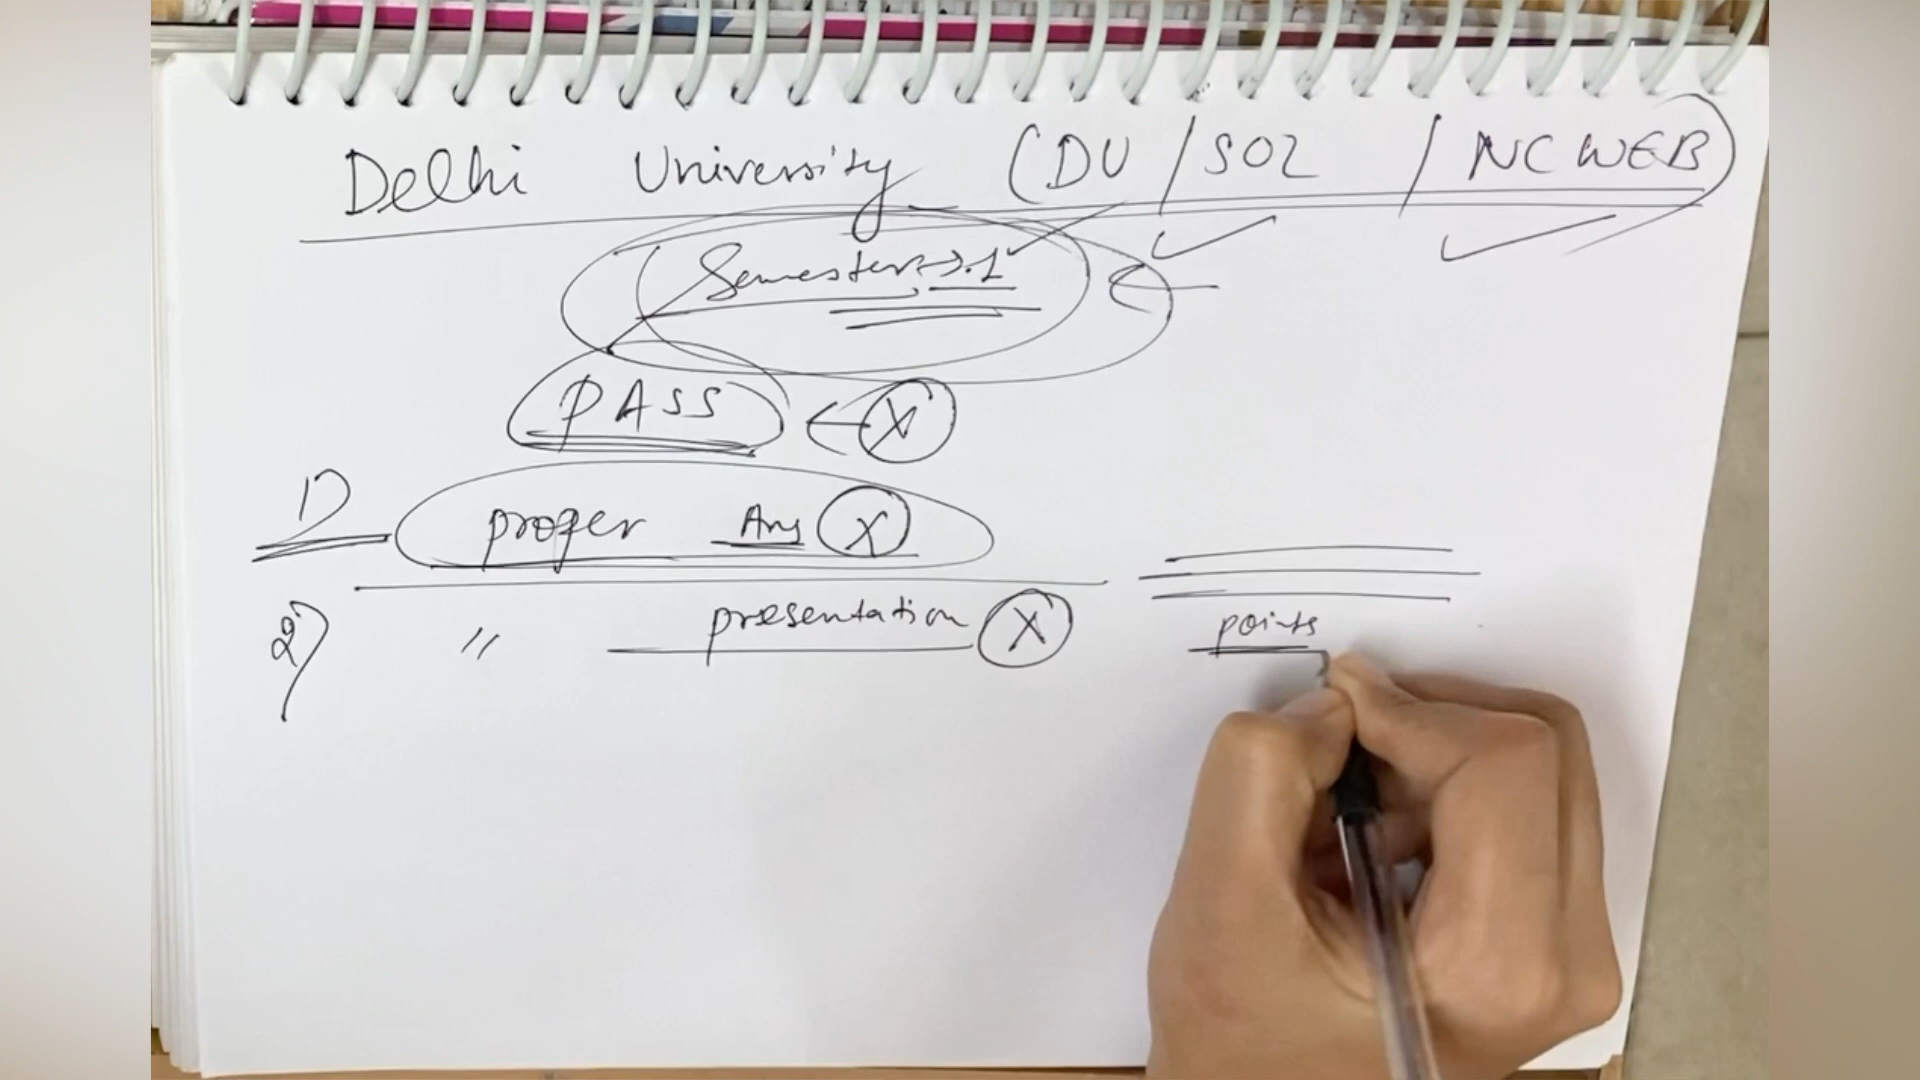 Delhi University (DU / SOL / NCWEB)
Semester → 1
PASS ← X
1) proper Ans X
2) 〃 presentation X
points